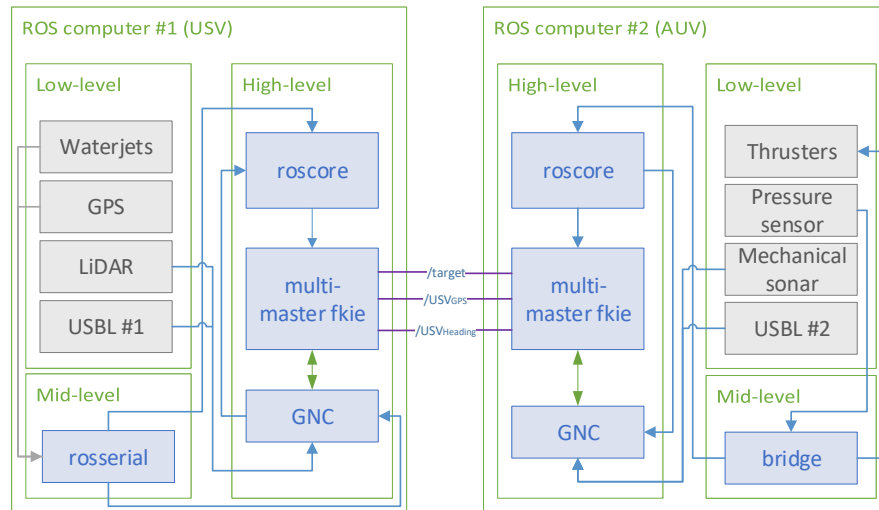 ROS computer #1 (USV)
Low-level
Waterjets
GPS
LiDAR
USBL #1
Mid-level
rosserial
High-level
roscore
multi-
master fkie
GNC
/target
/USVGPS
/USVHeading
ROS computer #2 (AUV)
High-level
roscore
multi-
master fkie
GNC
Low-level
Thrusters
Pressure
sensor
Mechanical
sonar
USBL #2
Mid-level
bridge